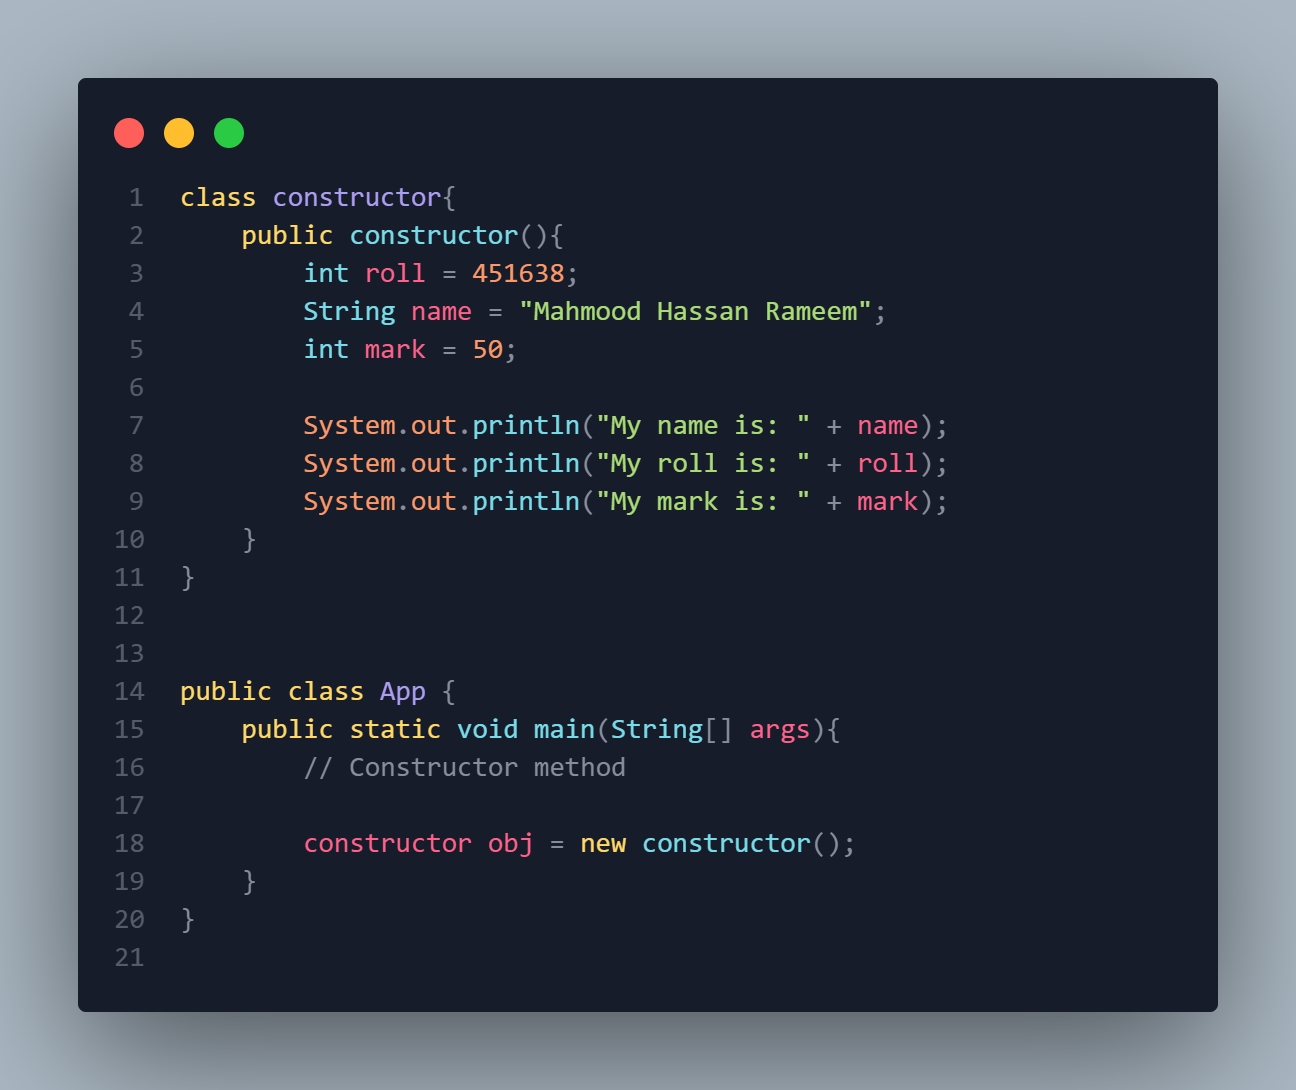 1 class constructor{
2     public constructor(){
3         int roll = 451638;
4         String name = "Mahmood Hassan Rameem";
5         int mark = 50;
6
7         System.out.println("My name is: " + name);
8         System.out.println("My roll is: " + roll);
9         System.out.println("My mark is: " + mark);
10     }
11 }
12
13
14 public class App {
15     public static void main(String[] args){
16         // Constructor method
17
18         constructor obj = new constructor();
19     }
20 }
21